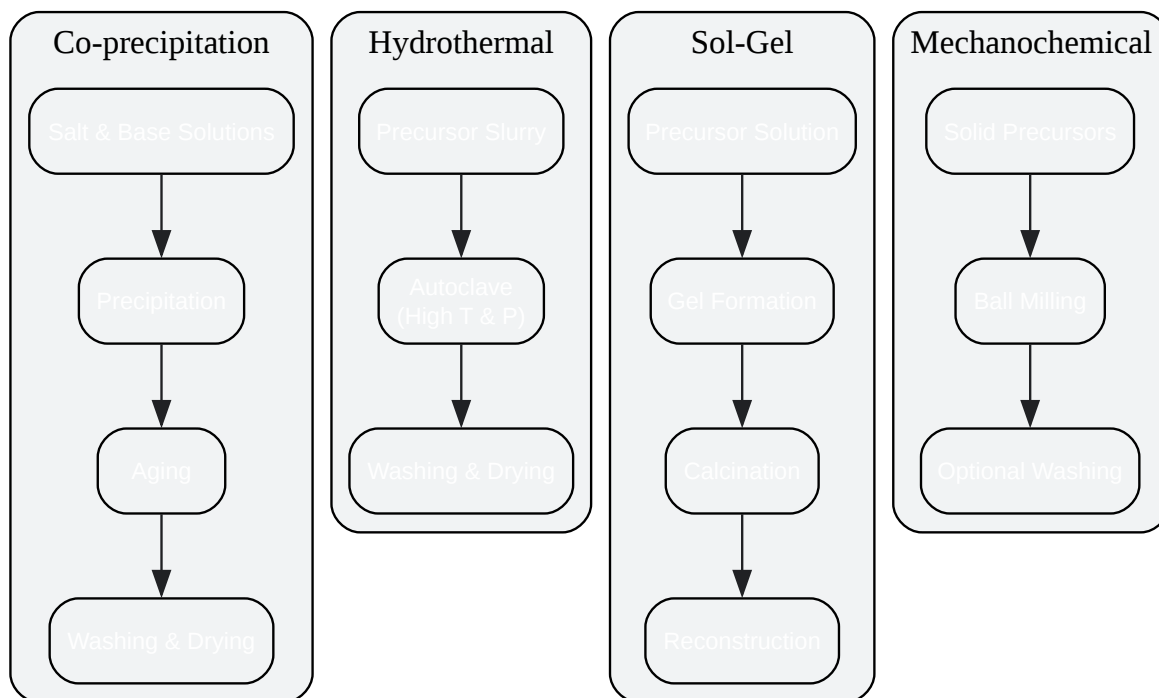 Co-precipitation
Salt & Base Solutions
Precipitation
Aging
Washing & Drying
Hydrothermal
Precursor Slurry
Autoclave
(High T & P)
Washing & Drying
Sol-Gel
Precursor Solution
Gel Formation
Calcination
Reconstruction
Mechanochemical
Solid Precursors
Ball Milling
Optional Washing